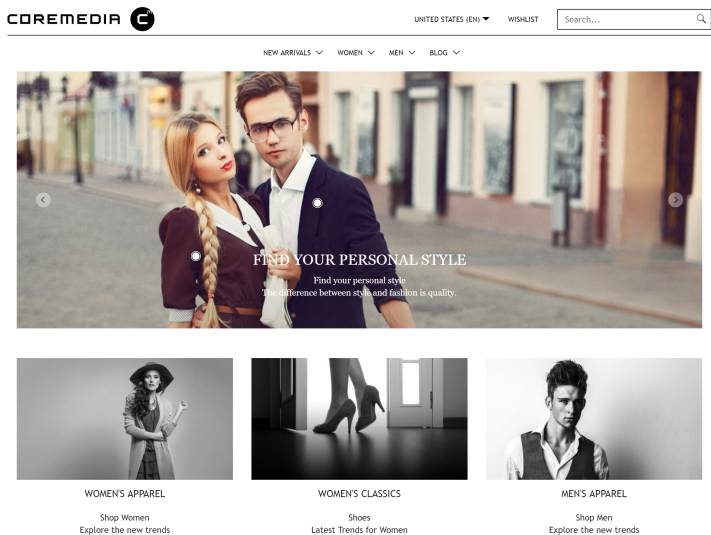 COREMEDIA
UNITED STATES (EN)
WISHLIST
Search...
NEW ARRIVALS
WOMEN
MEN
BLOG
FIND YOUR PERSONAL STYLE
Find your personal style
The difference between style and fashion is quality.
WOMEN'S APPAREL
Shop Women
Explore the new trends
WOMEN'S CLASSICS
Shoes
Latest Trends for Women
MEN'S APPAREL
Shop Men
Explore the new trends